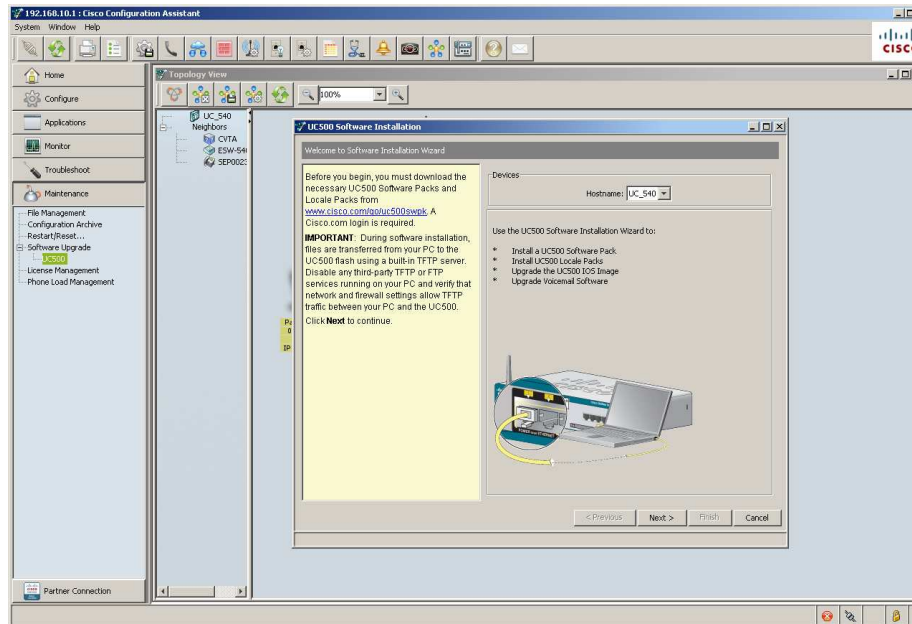 192.168.10.1 : Cisco Configuration Assistant
System Window Help
CISCO
Home
Configure
Applications
Monitor
Troubleshoot
Maintenance
File Management
Configuration Archive
Restart/Reset...
Software Upgrade
UC500
License Management
Phone Load Management
Partner Connection
Topology View
100%
UC_540
Neighbors
CVTA
ESW-54
SEP0023
UC500 Software Installation
Welcome to Software Installation Wizard
Before you begin, you must download the
necessary UC500 Software Packs and
Locale Packs from
www.cisco.com/go/uc500swpk. A
Cisco.com login is required.
IMPORTANT: During software installation,
files are transferred from your PC to the
UC500 flash using a built-in TFTP server.
Disable any third-party TFTP or FTP
services running on your PC and verify that
network and firewall settings allow TFTP
traffic between your PC and the UC500.
Click Next to continue.
Devices
Hostname: UC_540
Use the UC500 Software Installation Wizard to:
* Install a UC500 Software Pack
* Install UC500 Locale Packs
* Upgrade the UC500 IOS Image
* Upgrade Voicemail Software
POWER over ETHERNET
< Previous
Next >
Finish
Cancel